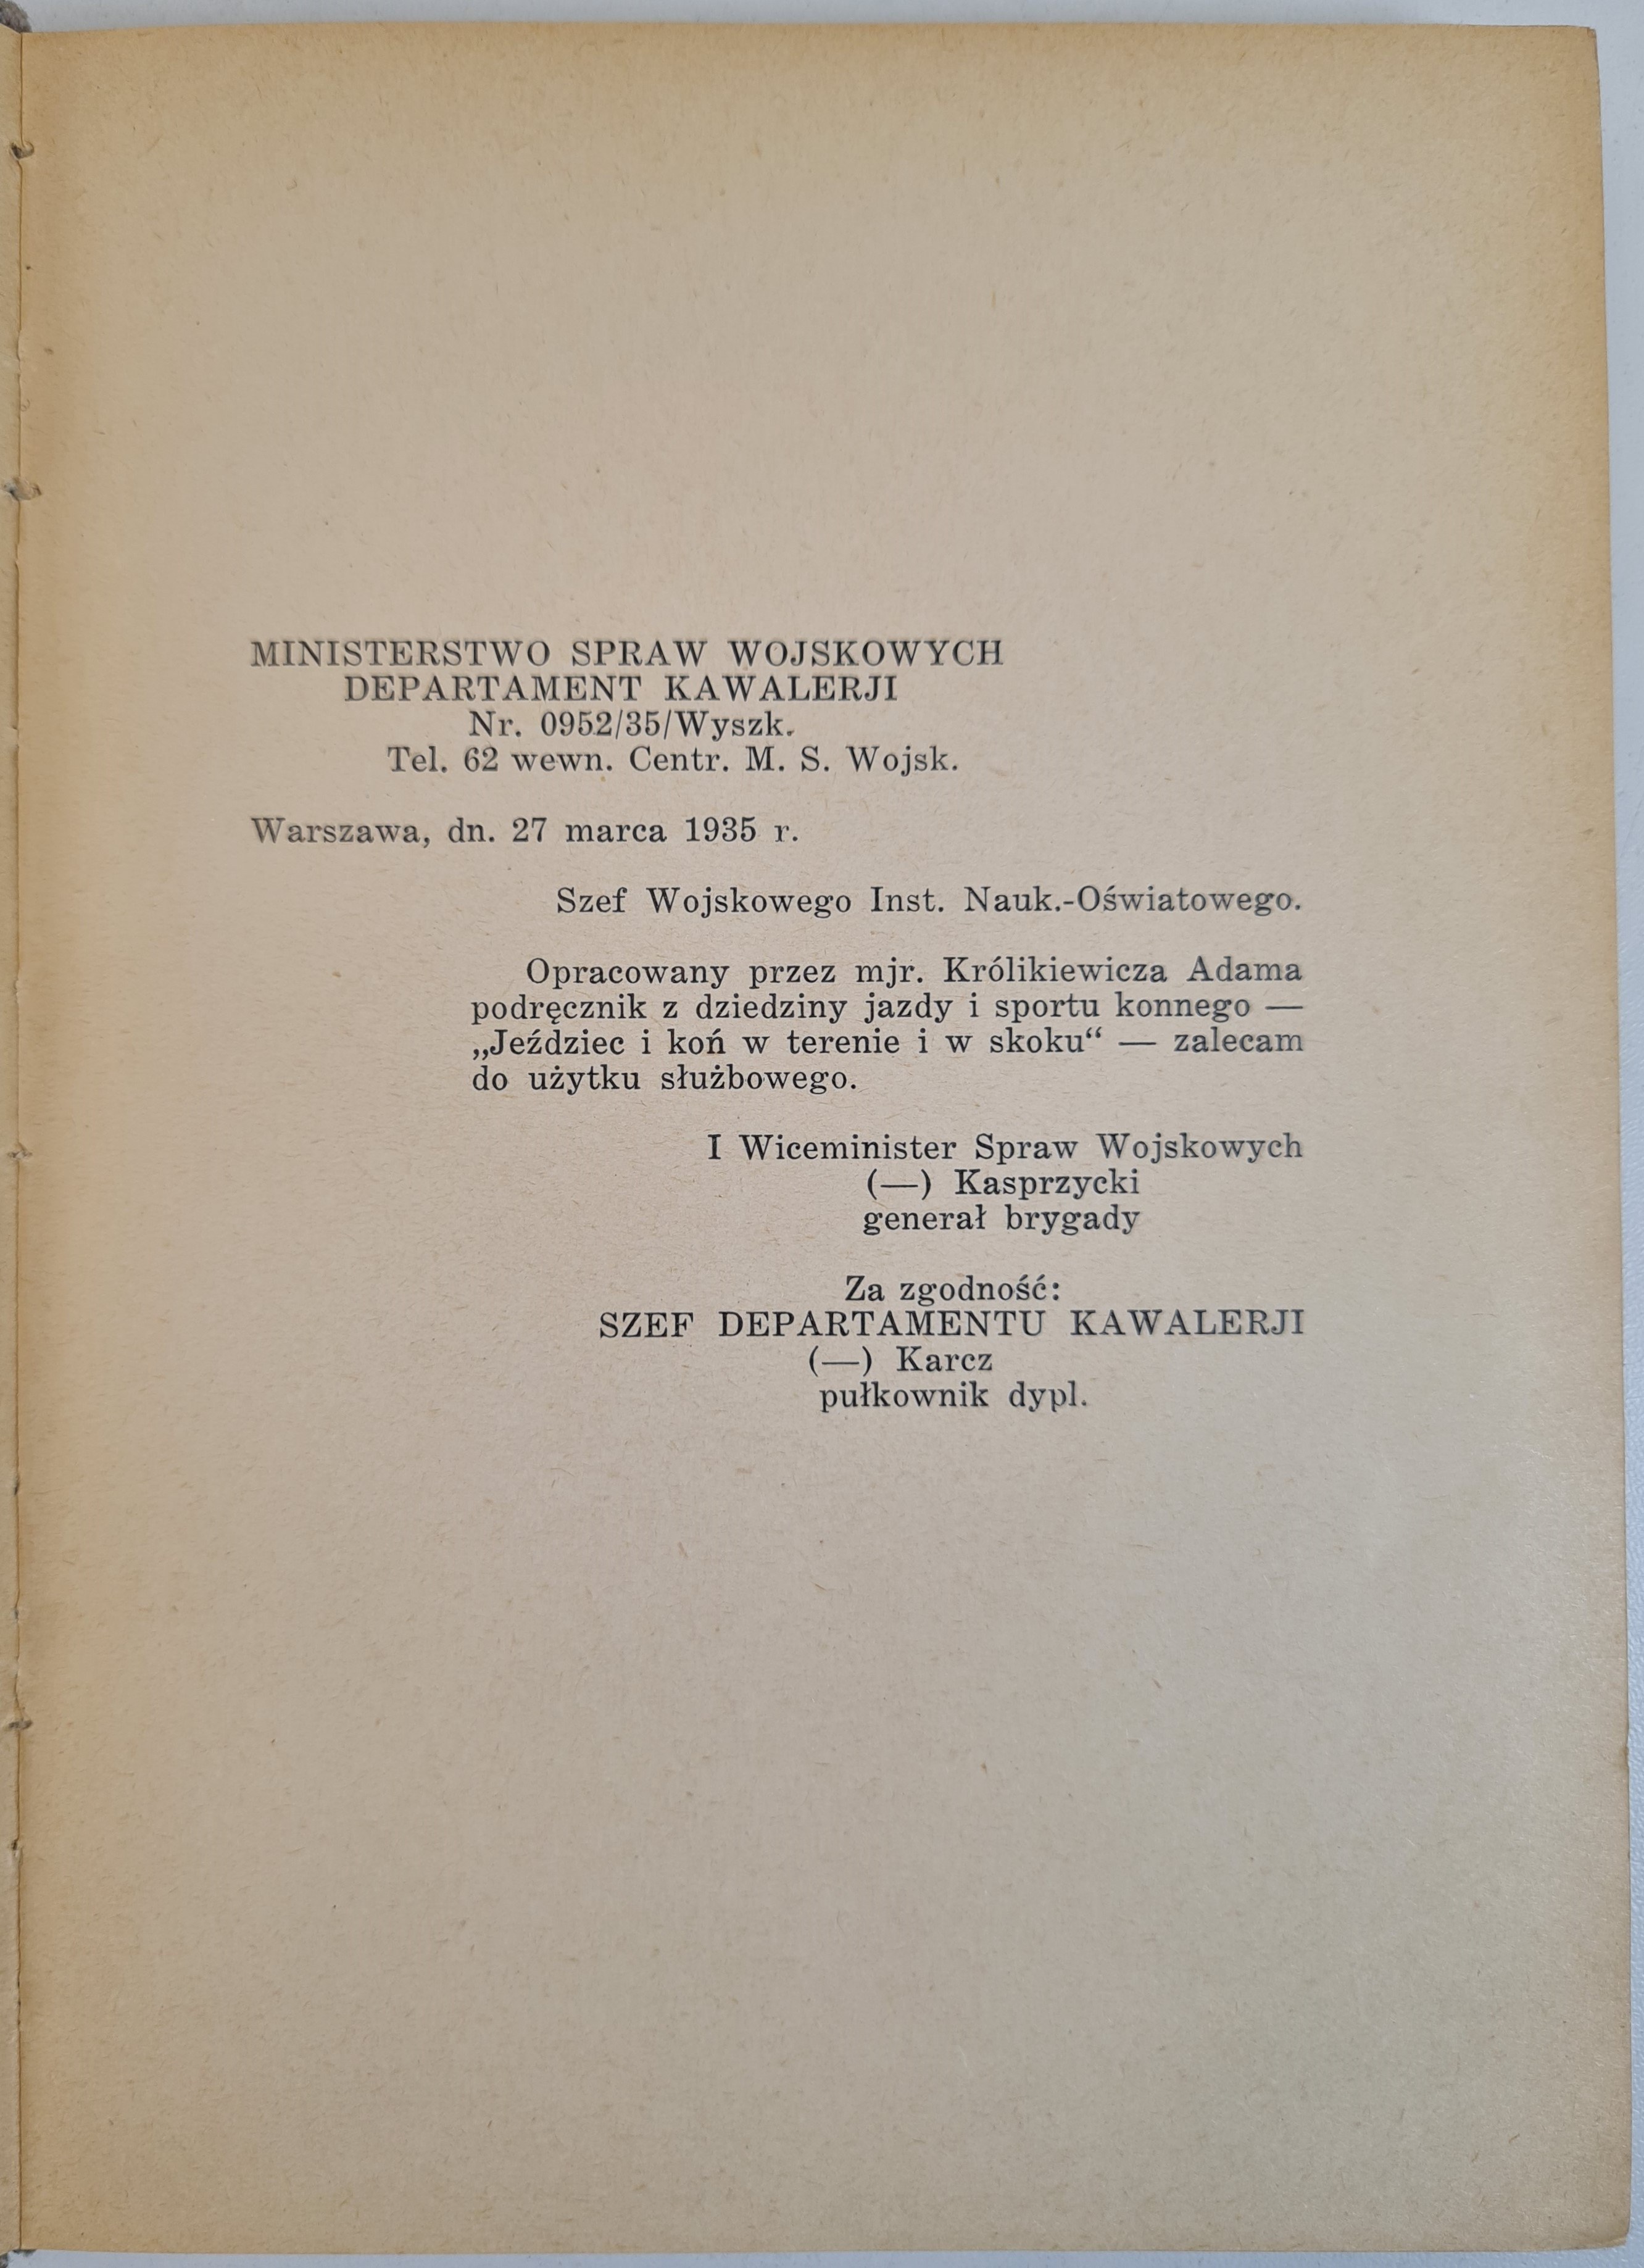 MINISTERSTWO SPRAW WOJSKOWYCH
DEPARTAMENT KAWALERJI
Nr. 0952/35/Wyszk.
Tel. 62 wewn. Centr. M. S. Wojsk.
Warszawa, dn. 27 marca 1935 r.
Szef Wojskowego Inst. Nauk.-Oświatowego.
Opracowany przez mjr. Królikiewicza Adama
podręcznik z dziedziny jazdy i sportu konnego —
„Jeździec i koń w terenie i w skoku“ — zalecam
do użytku służbowego.
I Wiceminister Spraw Wojskowych
(—) Kasprzycki
generał brygady
Za zgodność:
SZEF DEPARTAMENTU KAWALERJI
(—) Karcz
pułkownik dypl.